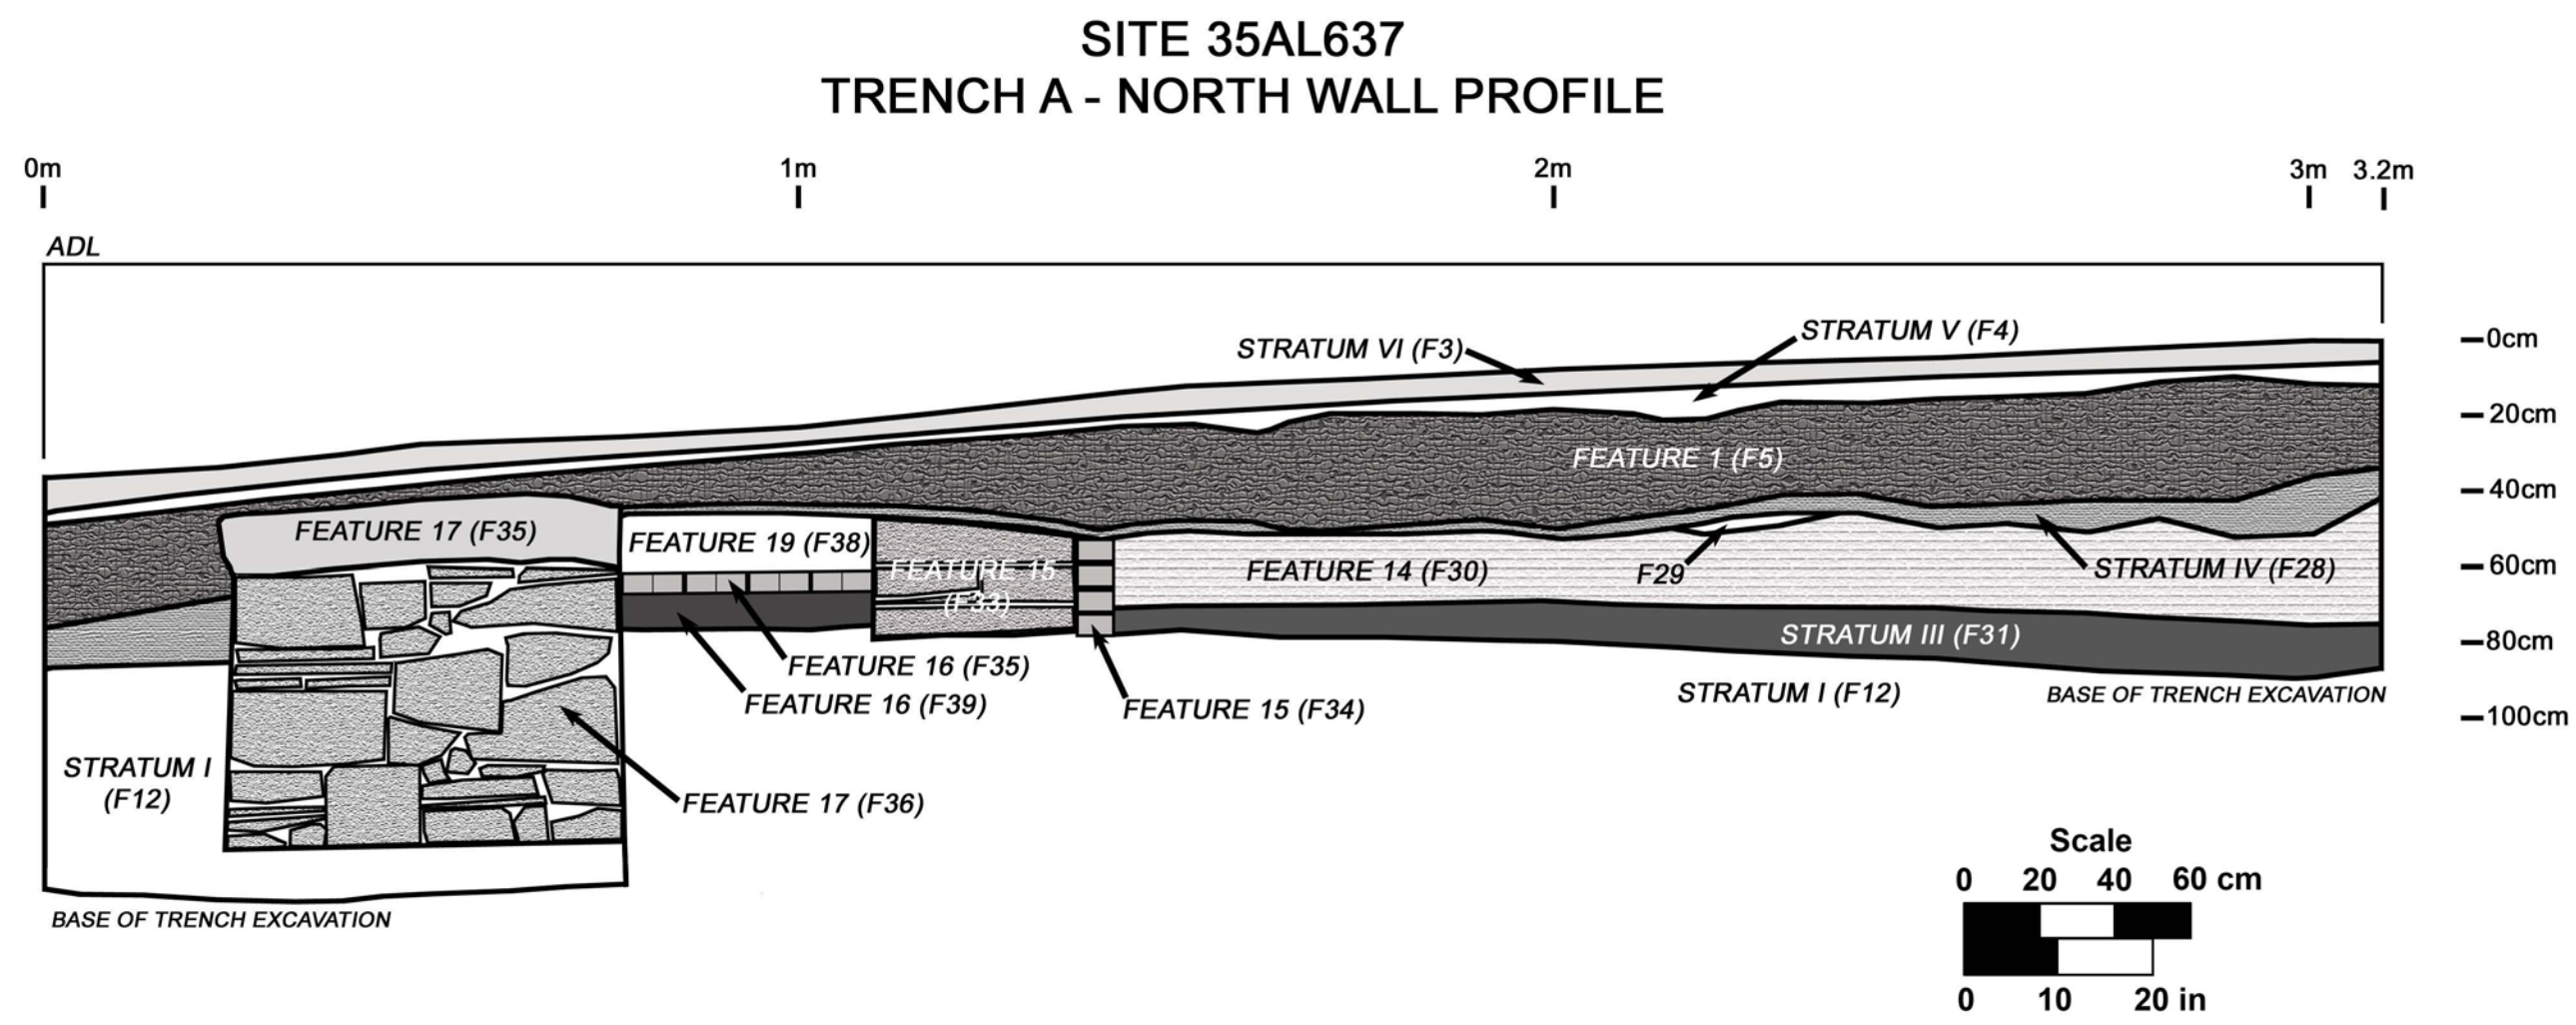 SITE 35AL637
TRENCH A - NORTH WALL PROFILE
0m
1m
2m
3m
3.2m
ADL
STRATUM VI (F3)
STRATUM V (F4)
0cm
20cm
40cm
60cm
80cm
100cm
FEATURE 1 (F5)
FEATURE 17 (F35)
FEATURE 19 (F38)
FEATURE 15
(F33)
FEATURE 14 (F30)
F29
STRATUM IV (F28)
STRATUM III (F31)
FEATURE 16 (F35)
FEATURE 16 (F39)
FEATURE 15 (F34)
STRATUM I (F12)
BASE OF TRENCH EXCAVATION
STRATUM I
(F12)
FEATURE 17 (F36)
BASE OF TRENCH EXCAVATION
Scale
0 20 40 60 cm
0 10 20 in